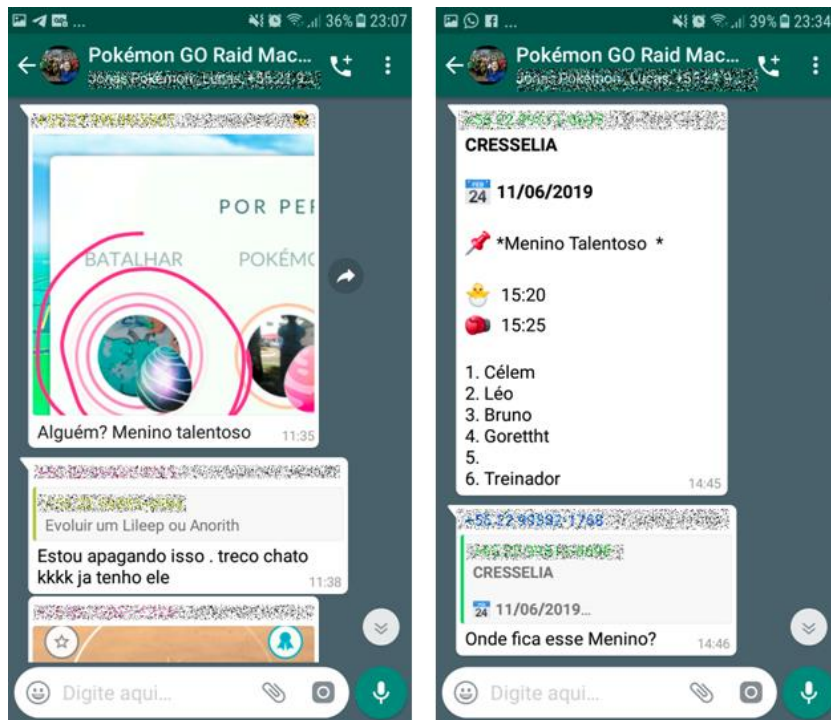 36% 23:07
Pokémon GO Raid Mac...
Alguém? Menino talentoso 11:35
POR PER
BATALHAR POKÉMO
Evoluir um Lileep ou Anorith
Estou apagando isso . treco chato
kkkk ja tenho ele 11:38
Digite aqui...
39% 23:34
Pokémon GO Raid Mac...
CRESSELIA
FEB
24 11/06/2019
*Menino Talentoso *
15:20
15:25
1. Célem
2. Léo
3. Bruno
4. Gorettht
5.
6. Treinador 14:45
CRESSELIA
24 11/06/2019...
Onde fica esse Menino? 14:46
Digite aqui...